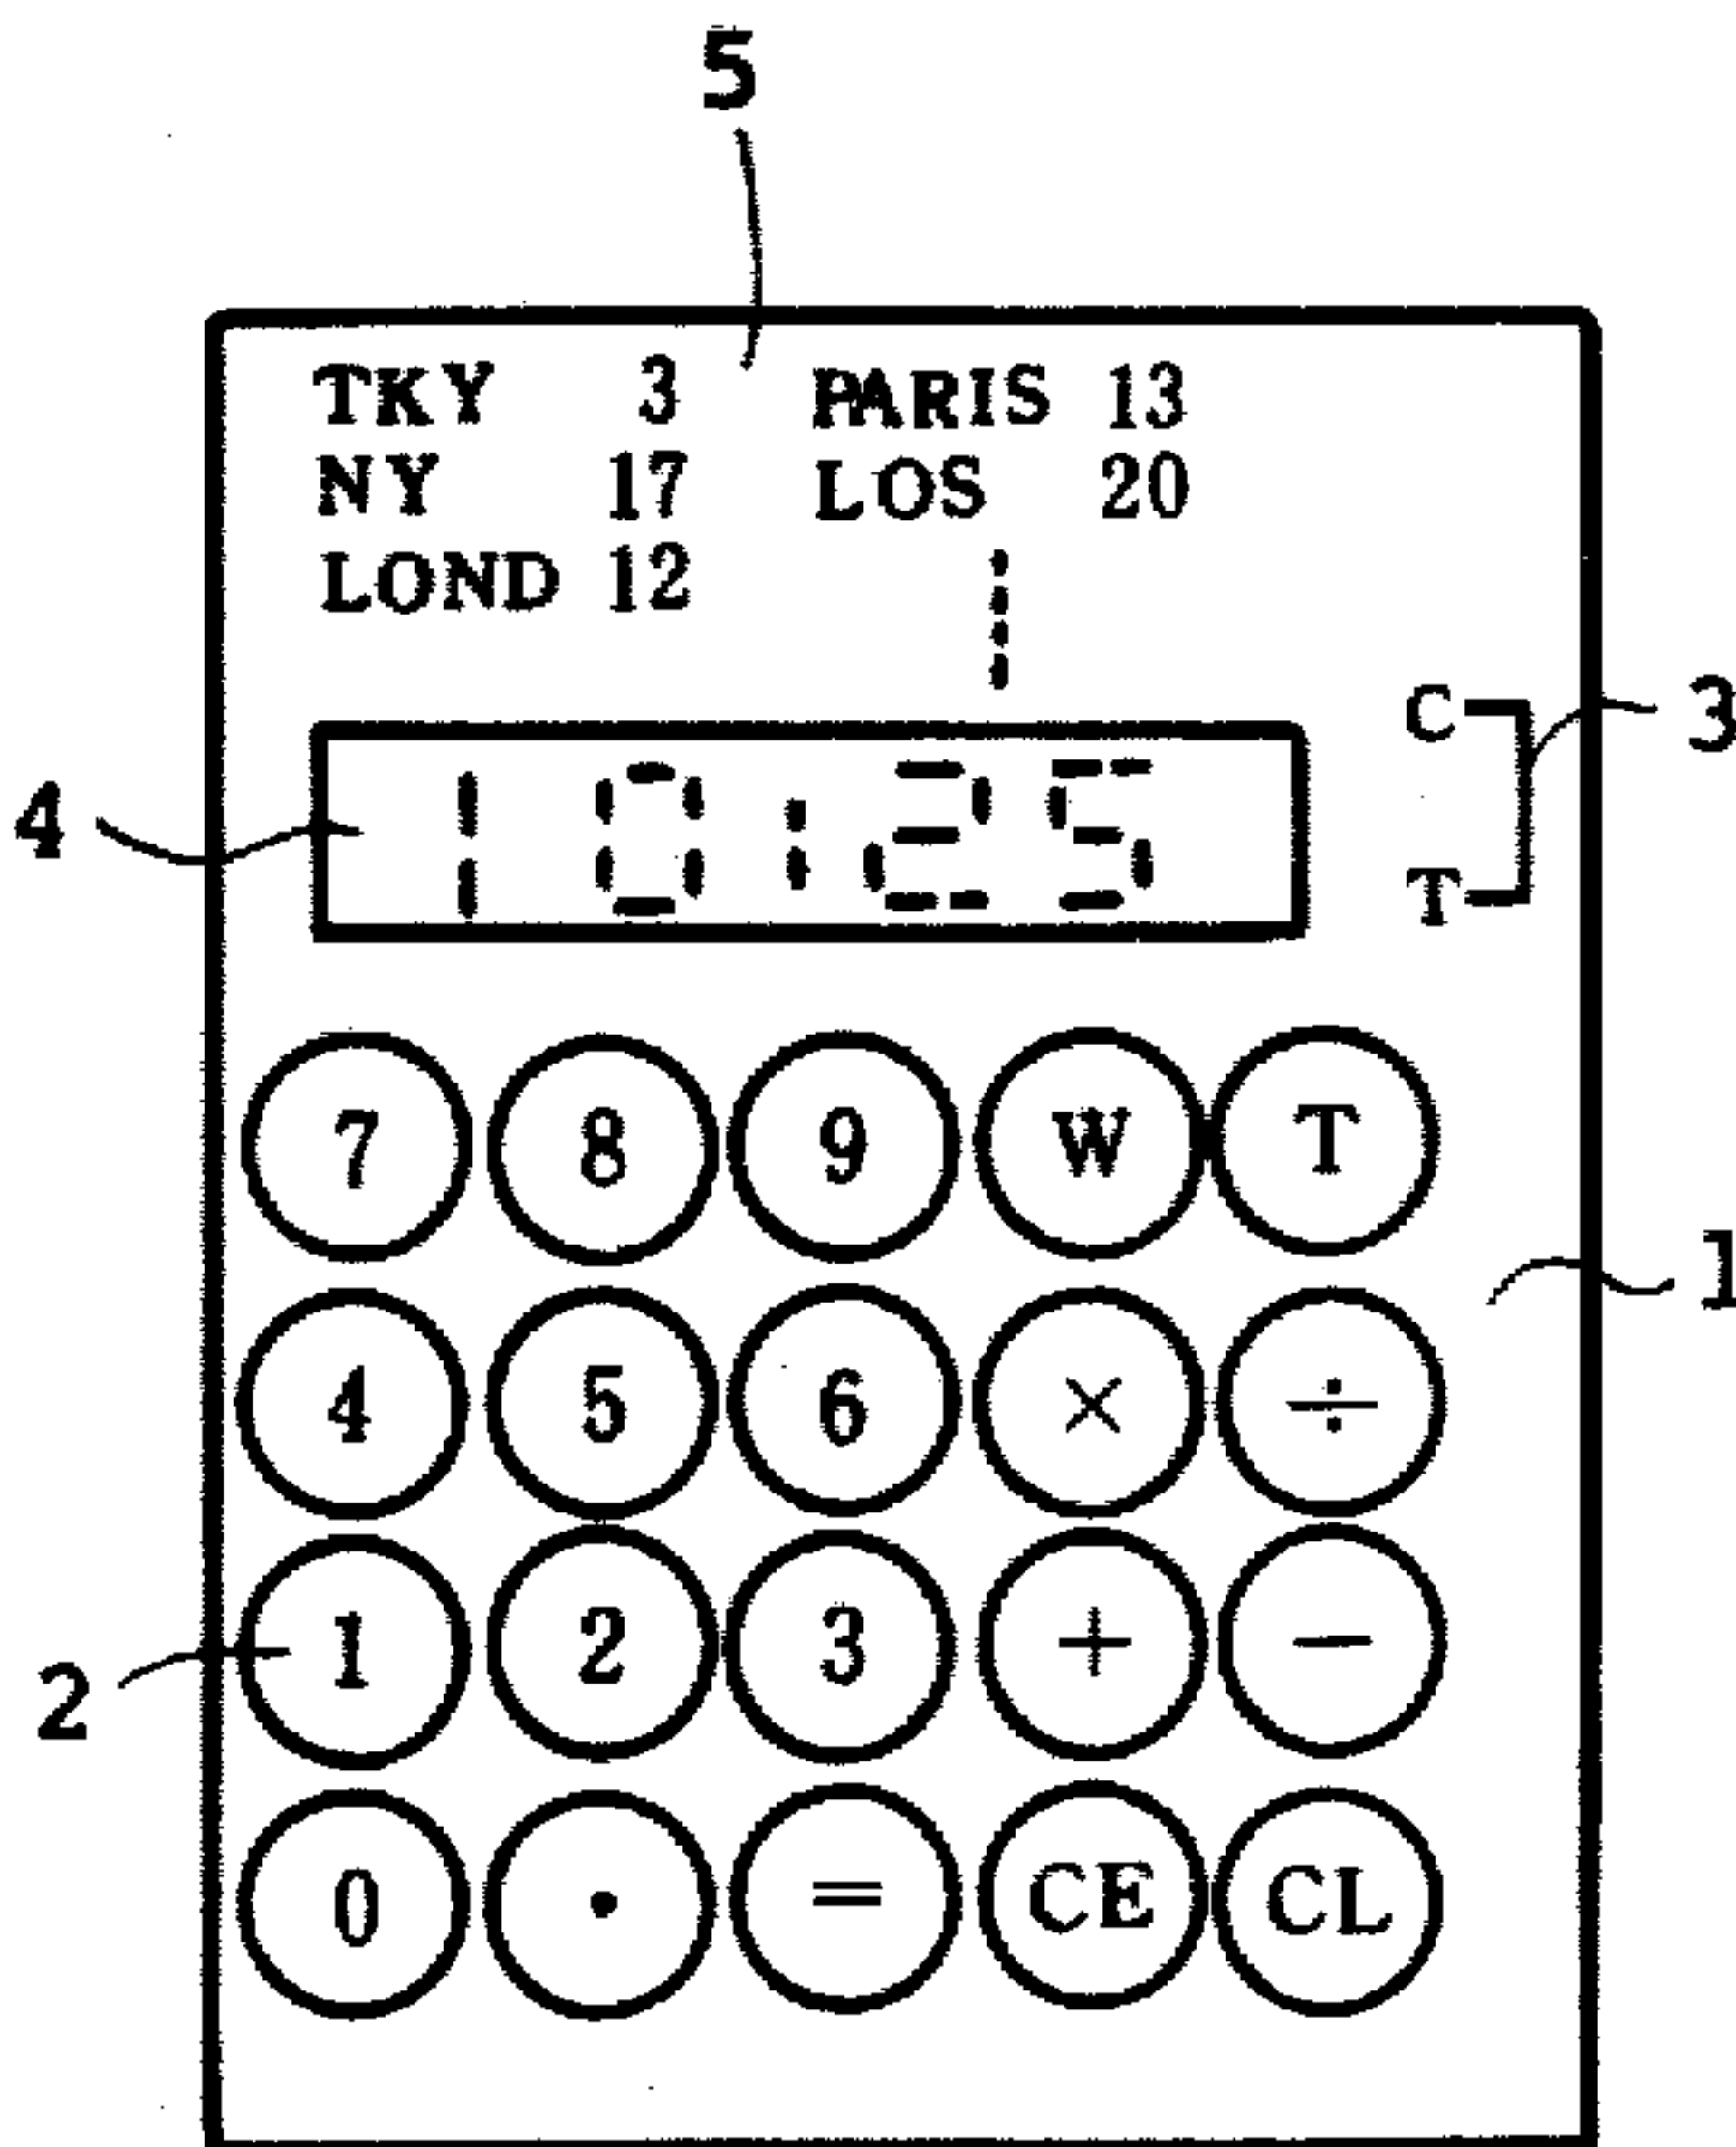 5
TKY 3 PARIS 13
NY 17 LOS 20
LOND 12
C 3
4 10:25
T
7 8 9 W T
1
4 5 6 × ÷
2 1 2 3 + −
0 · = CE CL